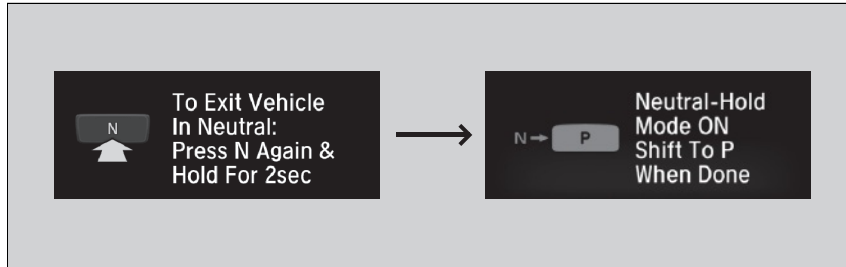 N
To Exit Vehicle
In Neutral:
Press N Again &
Hold For 2sec
N P
Neutral-Hold
Mode ON
Shift To P
When Done